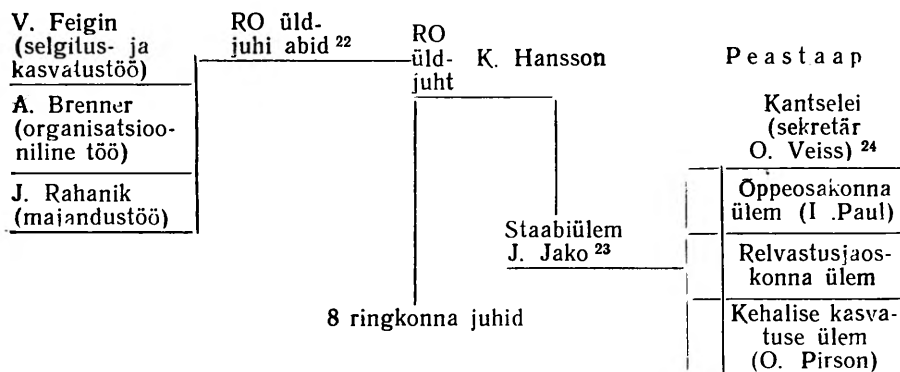 V. Feigin
(selgitus- ja
kasvatustöö)
A. Brenner
(organisatsioo-
niline töö)
J. Rahanik
(majandustöö)
RO üld-
juhi abid 22
RO
üld-
juht
K. Hansson
8 ringkonna juhid
Staabiülem
J. Jako 23
Peastaap
Kantselei
(sekretär
O. Veiss) 24
Õppeosakonna
ülem (I .Paul)
Relvastusjaos-
konna ülem
Kehalise kasva-
tuse ülem
(O. Pirson)